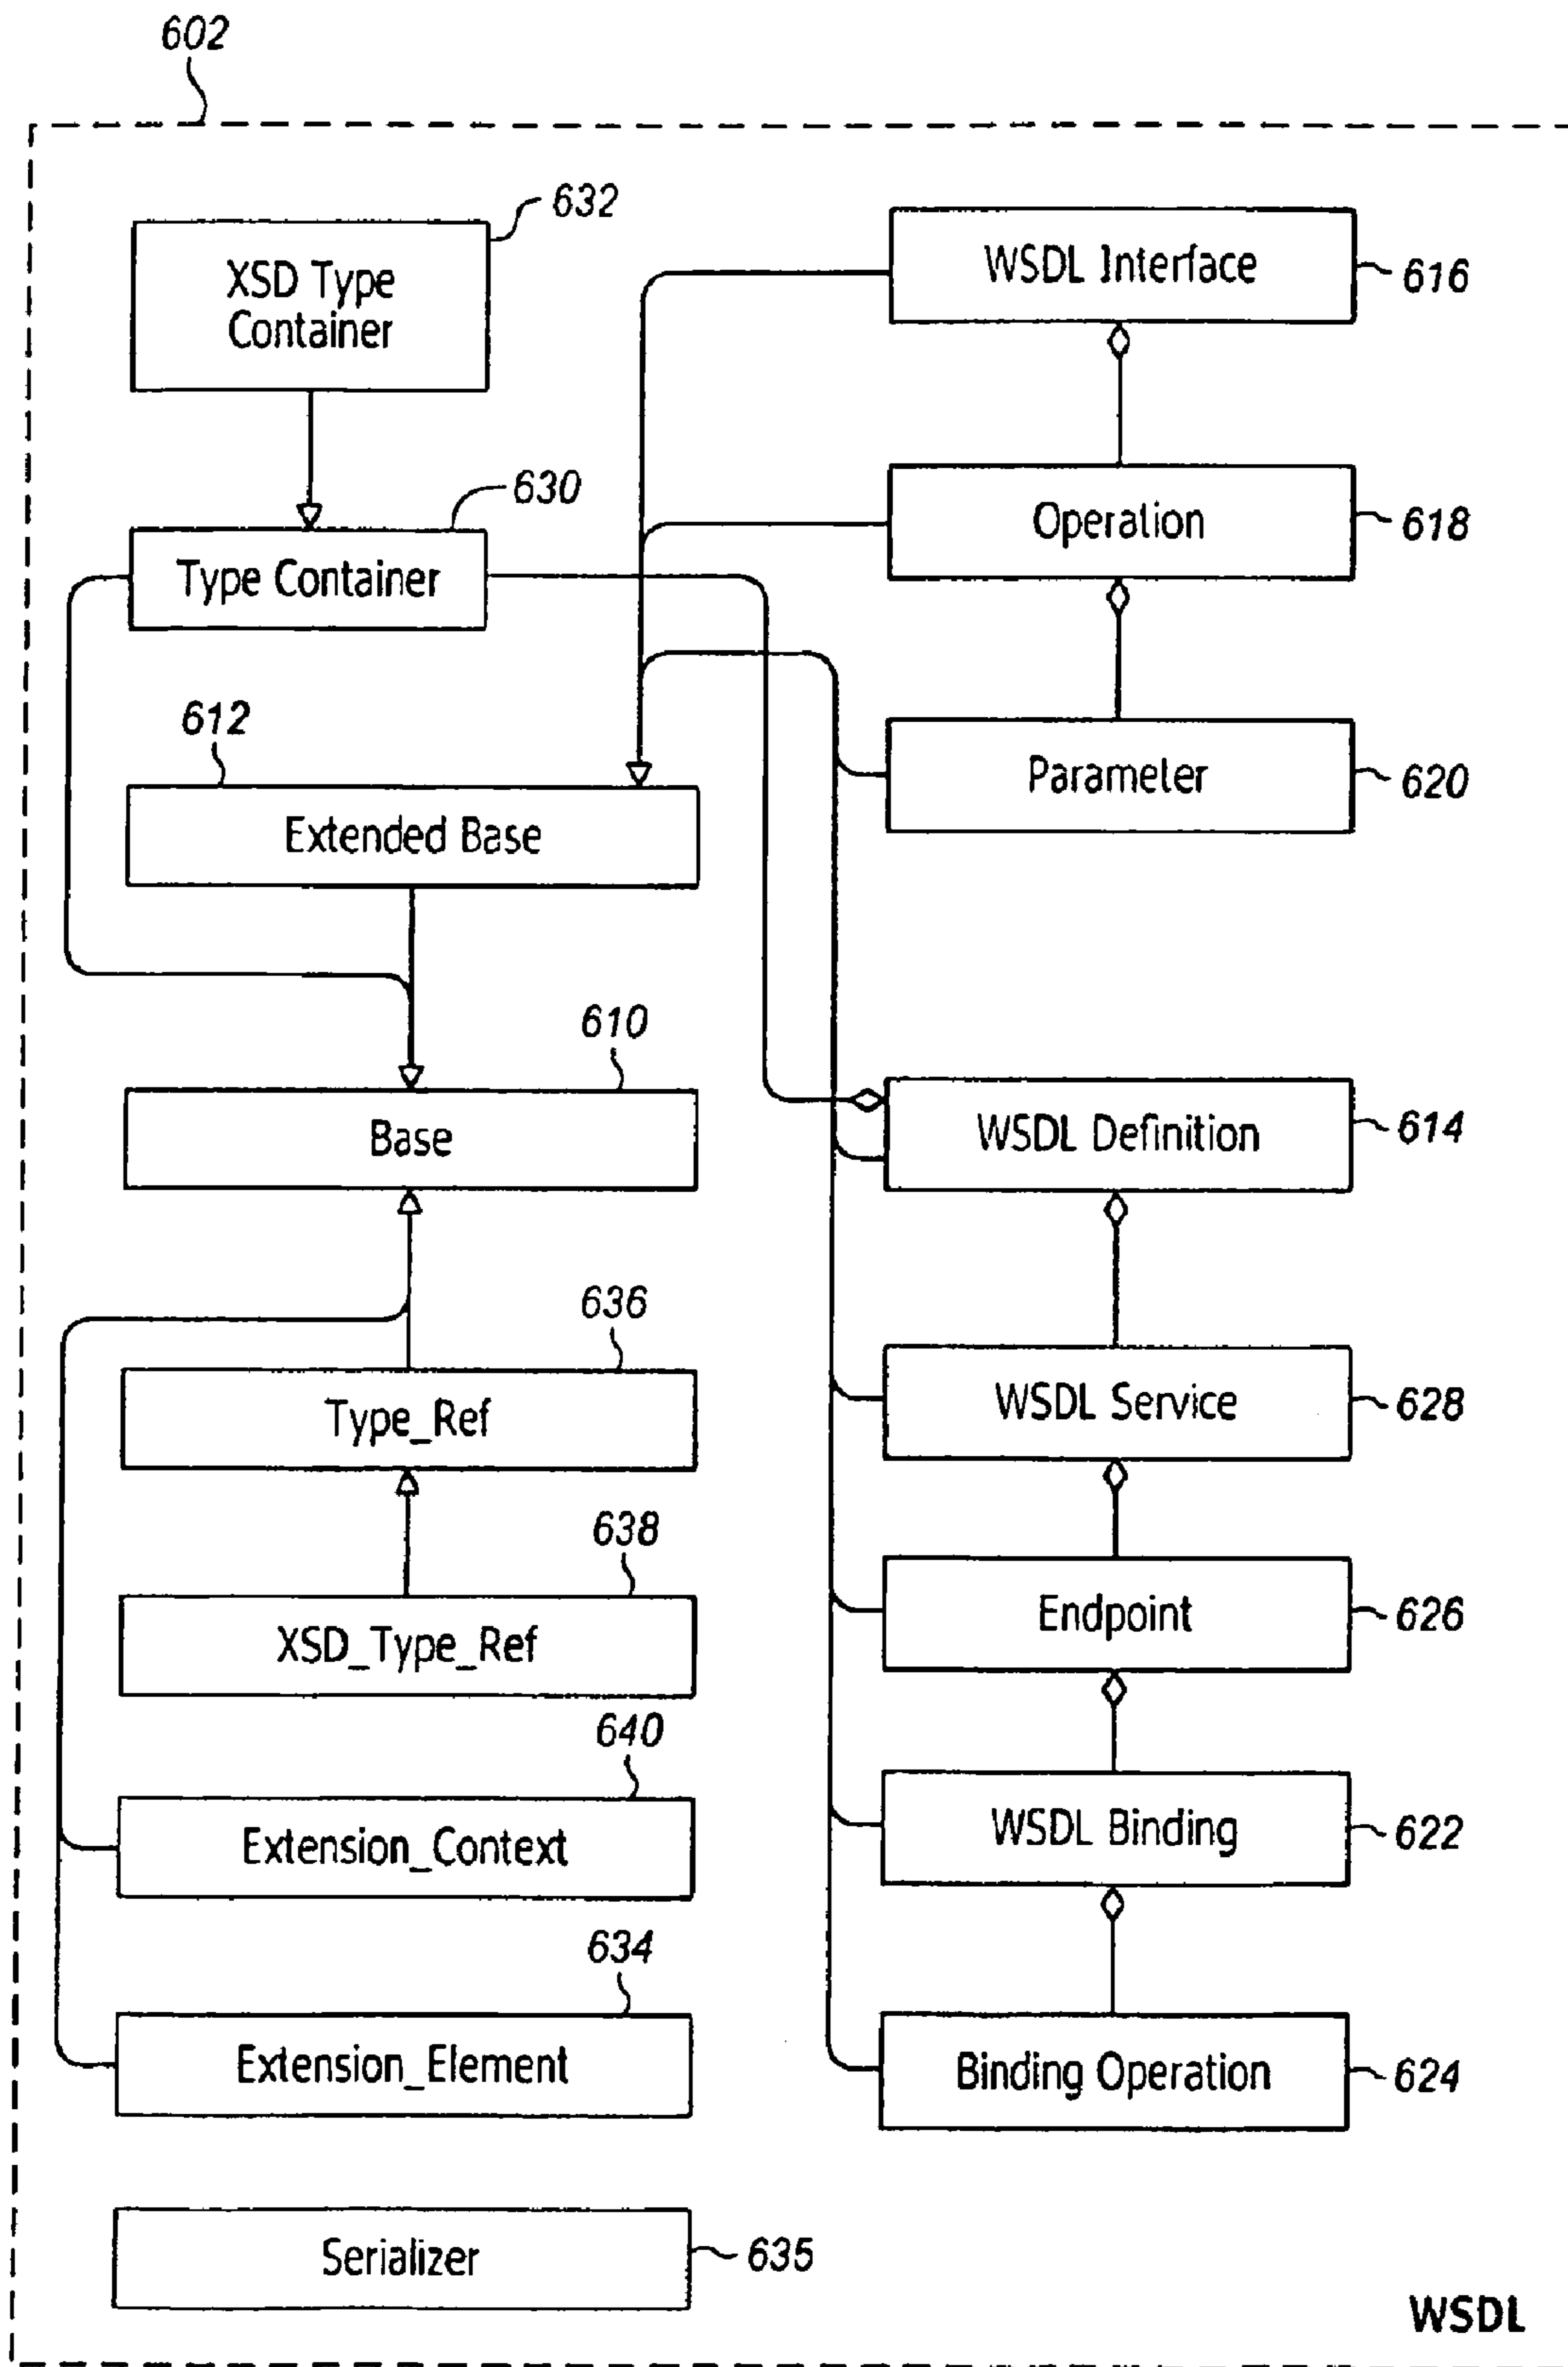 602
632
XSD Type
Container
WSDL Interface
616
630
Type Container
Operation
618
612
Extended Base
Parameter
620
610
Base
WSDL Definition
614
636
Type_Ref
WSDL Service
628
638
XSD_Type_Ref
Endpoint
626
640
Extension_Context
WSDL Binding
622
634
Extension_Element
Binding Operation
624
Serializer
635
WSDL